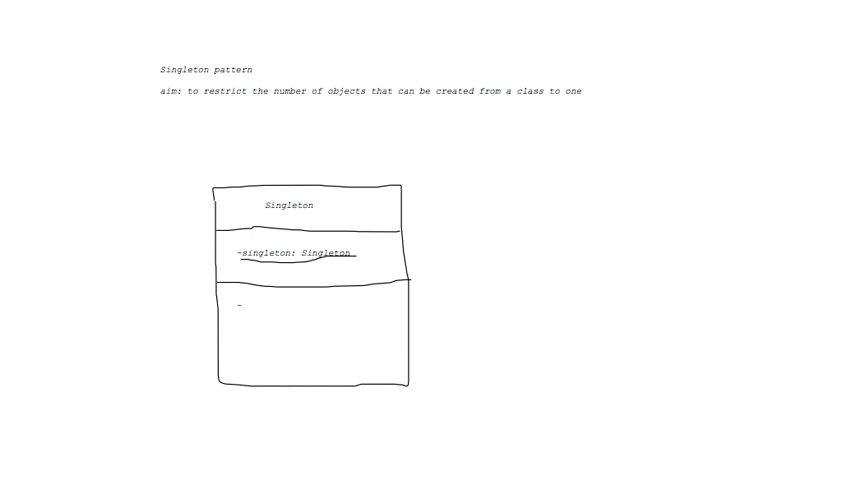 Singleton pattern
aim: to restrict the number of objects that can be created from a class to one
Singleton
-singleton: Singleton
-